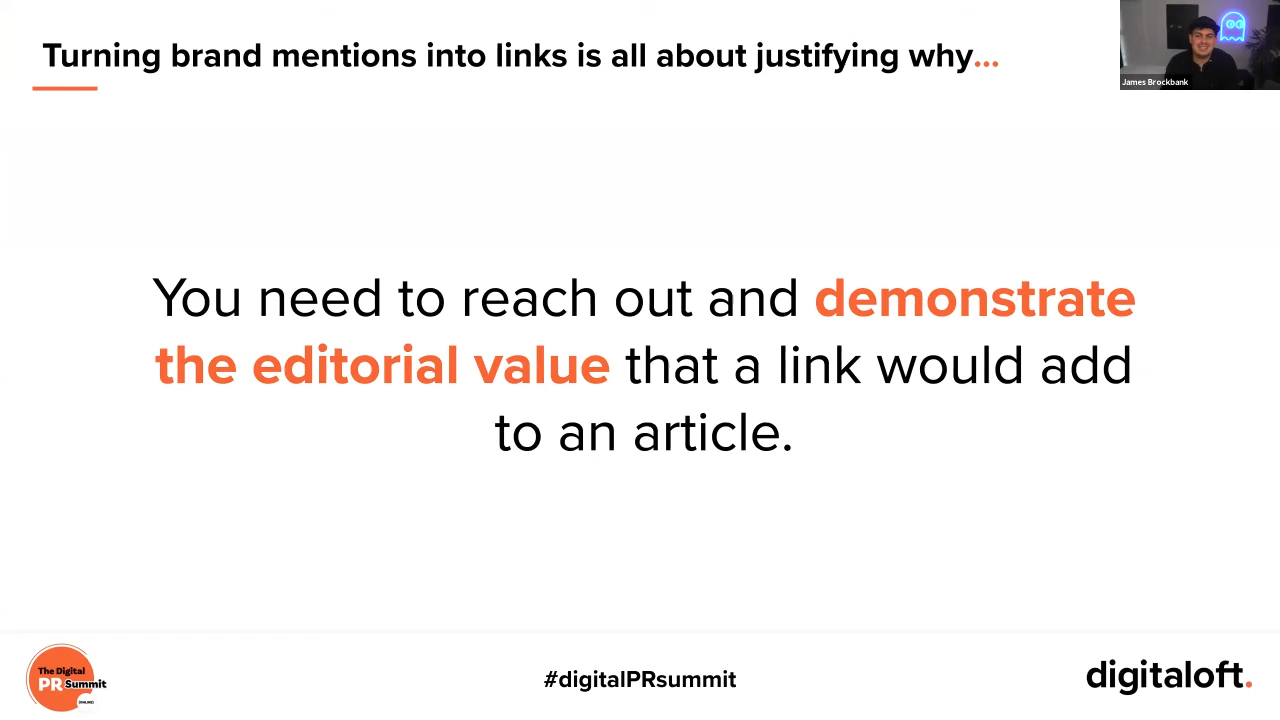 Turning brand mentions into links is all about justifying why...
James Brockbank
You need to reach out and demonstrate
the editorial value that a link would add
to an article.
The Digital
PR Summit
(ONLINE)
#digitalPRsummit
digitaloft.